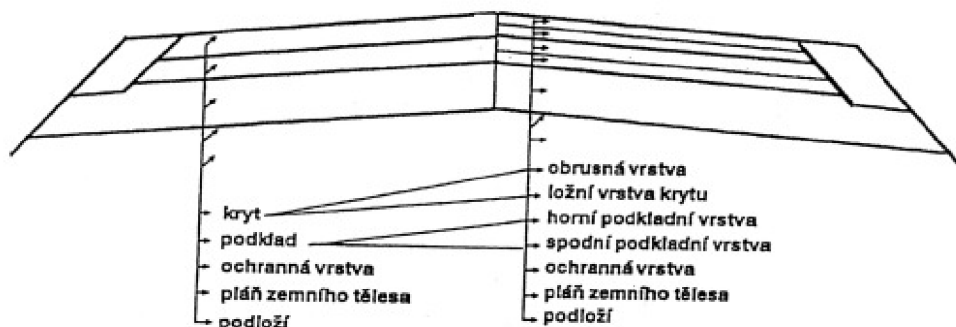 kryt
podklad
ochranná vrstva
pláň zemního tělesa
podloží
obrusná vrstva
ložní vrstva krytu
horní podkladní vrstva
spodní podkladní vrstva
ochranná vrstva
pláň zemního tělesa
podloží